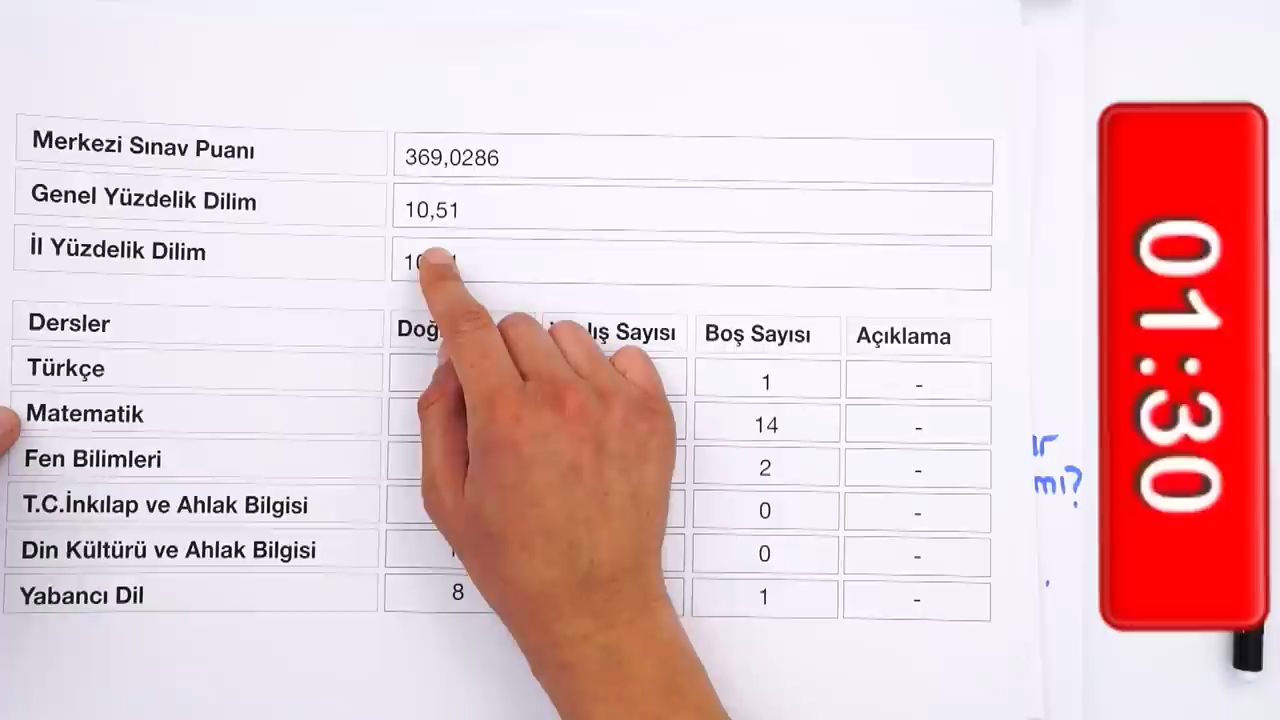 Merkezi Sınav Puanı 369,0286
Genel Yüzdelik Dilim 10,51
İl Yüzdelik Dilim
Dersler Boş Sayısı Açıklama
Sayısı
Türkçe 1 -
Matematik 14 -
Fen Bilimleri 2 -
T.C.İnkılap ve Ahlak Bilgisi 0 -
Din Kültürü ve Ahlak Bilgisi 0 -
Yabancı Dil 8 1 -
mı?
01:30